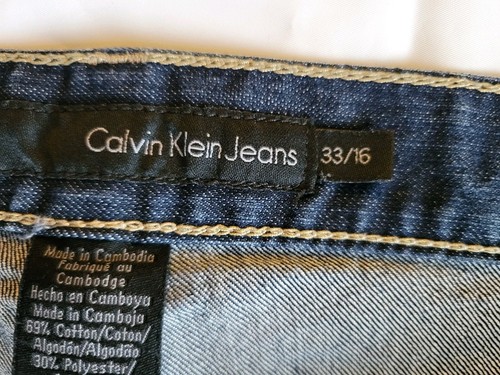 Calvin Klein Jeans 33/16
Made in Cambodia
Fabriqué au
Cambodge
Hecho en Camboya
Made in Camboja
69% Cotton/Coton/
Algodón/Algodão
30% Polyester/